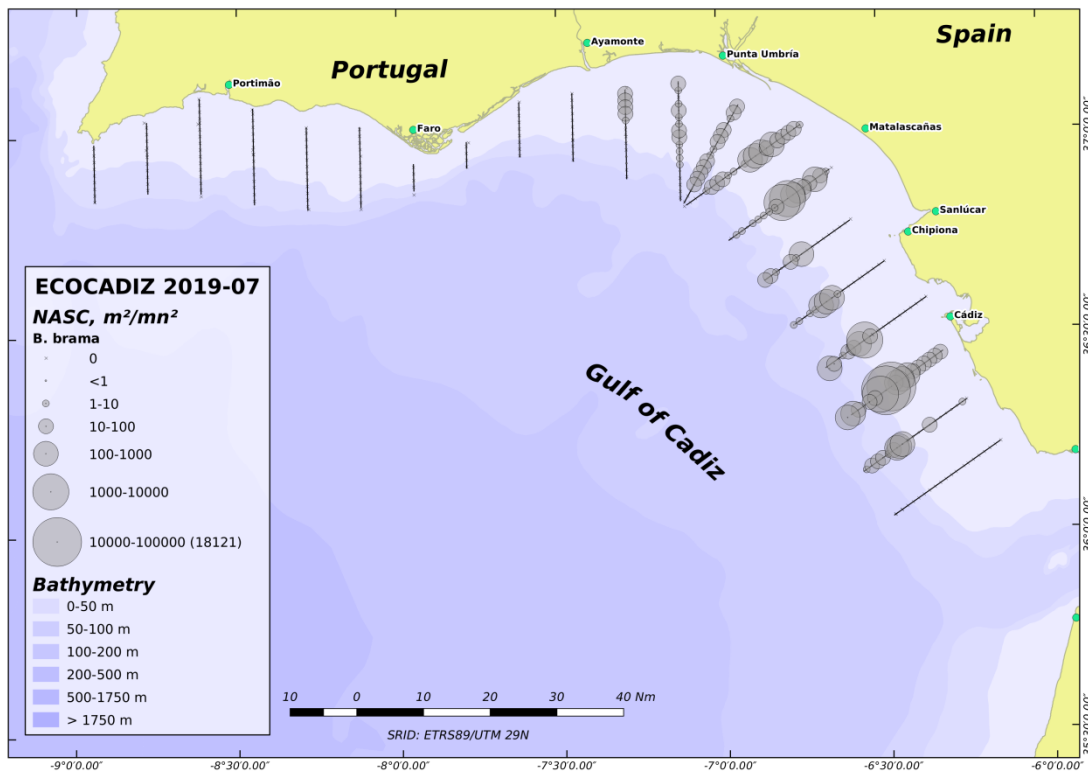 Spain
Ayamonte
Punta Umbría
Portugal
Portimão
Faro
Matalascañas
Sanlúcar
Chipiona
Cádiz
Gulf of Cadiz
ECOCADIZ 2019-07
NASC, m²/mn²
B. brama
0
<1
1-10
10-100
100-1000
1000-10000
10000-100000 (18121)
Bathymetry
0-50 m
50-100 m
100-200 m
200-500 m
500-1750 m
> 1750 m
10 0 10 20 30 40 Nm
SRID: ETRS89/UTM 29N
-9°0'0.00" -8°30'0.00" -8°0'0.00" -7°30'0.00" -7°0'0.00" -6°30'0.00" -6°0'0.00"